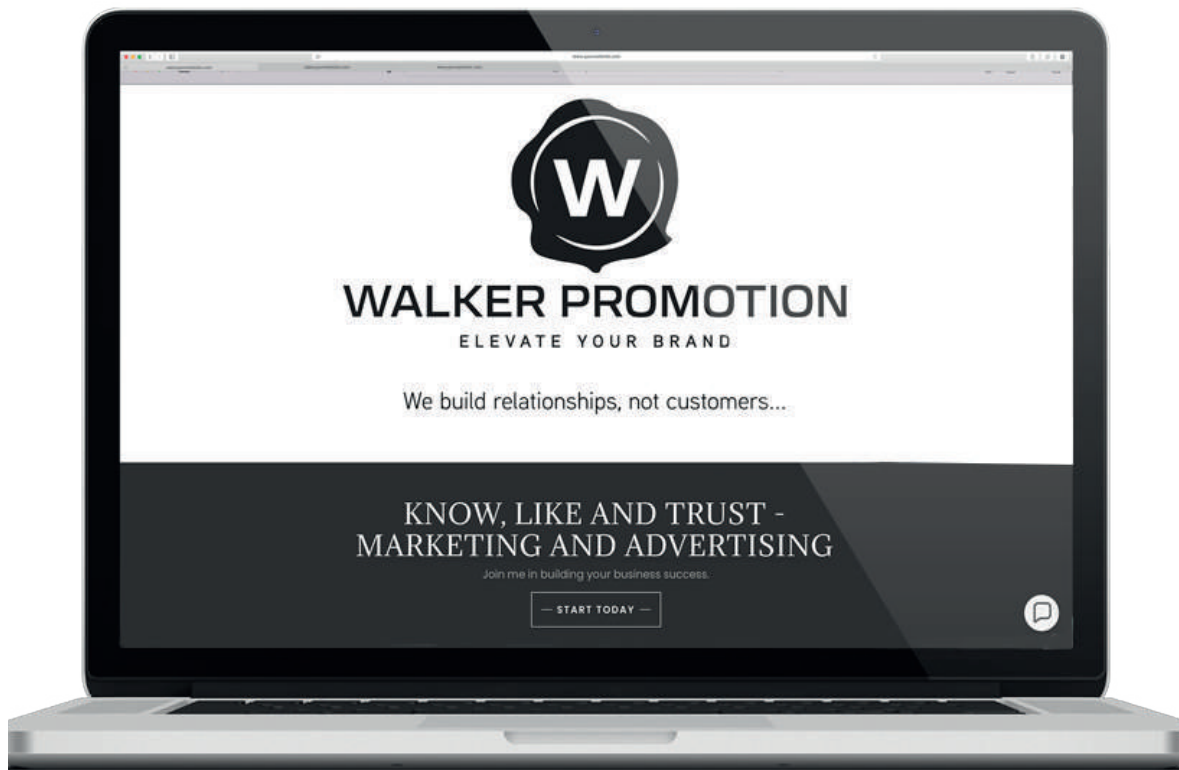 W
WALKER PROMOTION
ELEVATE YOUR BRAND
We build relationships, not customers...
KNOW, LIKE AND TRUST -
MARKETING AND ADVERTISING
Join me in building your business success.
— START TODAY —